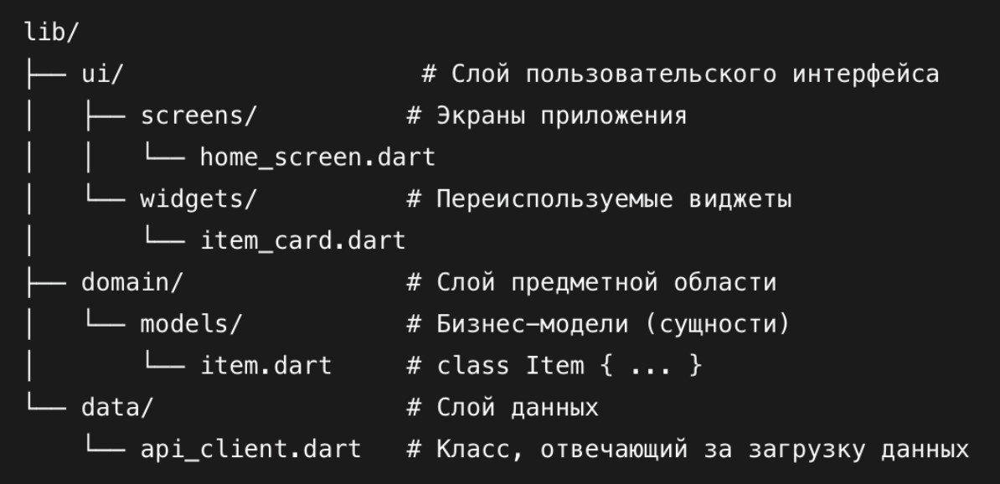 lib/
├── ui/                    # Слой пользовательского интерфейса
│   ├── screens/          # Экраны приложения
│   │   └── home_screen.dart
│   └── widgets/          # Переиспользуемые виджеты
│       └── item_card.dart
├── domain/               # Слой предметной области
│   └── models/           # Бизнес-модели (сущности)
│       └── item.dart     # class Item { ... }
└── data/                 # Слой данных
    └── api_client.dart   # Класс, отвечающий за загрузку данных